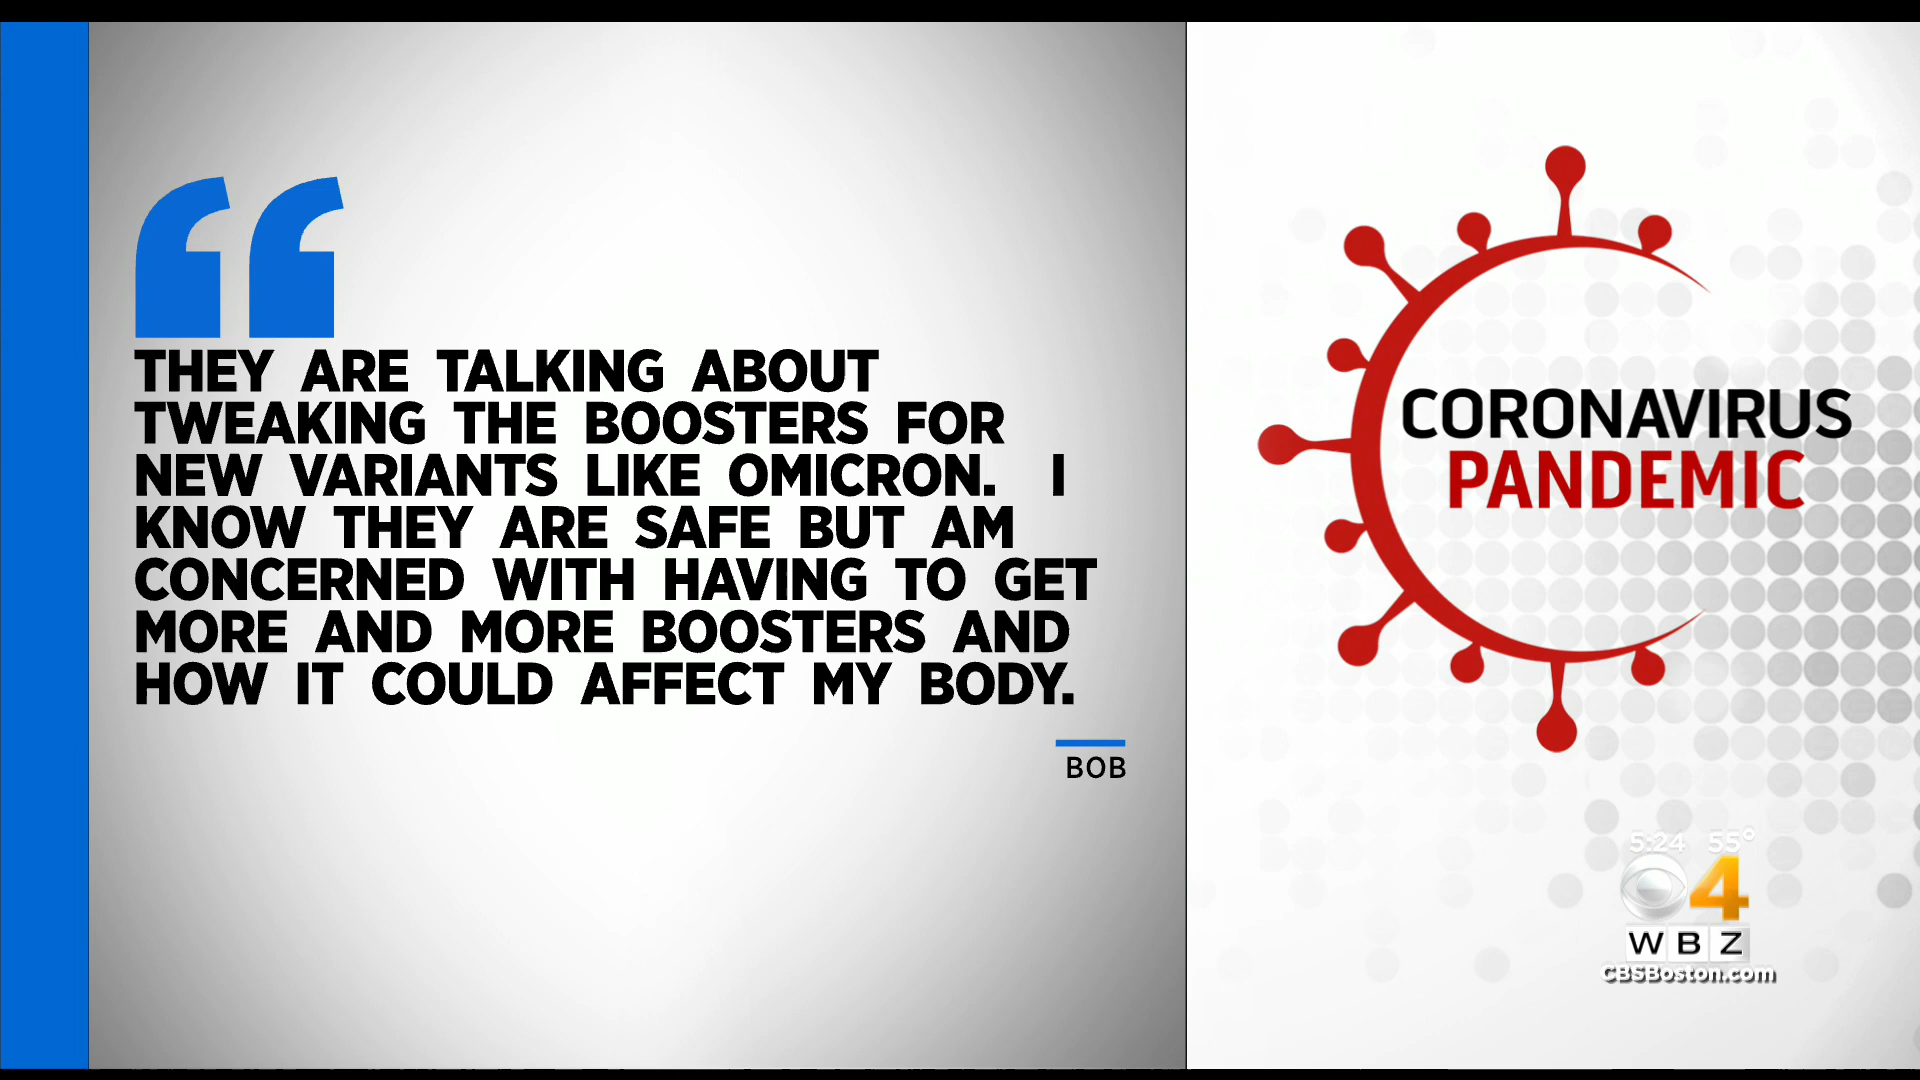 THEY ARE TALKING ABOUT
TWEAKING THE BOOSTERS FOR
NEW VARIANTS LIKE OMICRON. I
KNOW THEY ARE SAFE BUT AM
CONCERNED WITH HAVING TO GET
MORE AND MORE BOOSTERS AND
HOW IT COULD AFFECT MY BODY.
BOB
CORONAVIRUS
PANDEMIC
5:24 55°
4
WBZ
CBSBoston.com